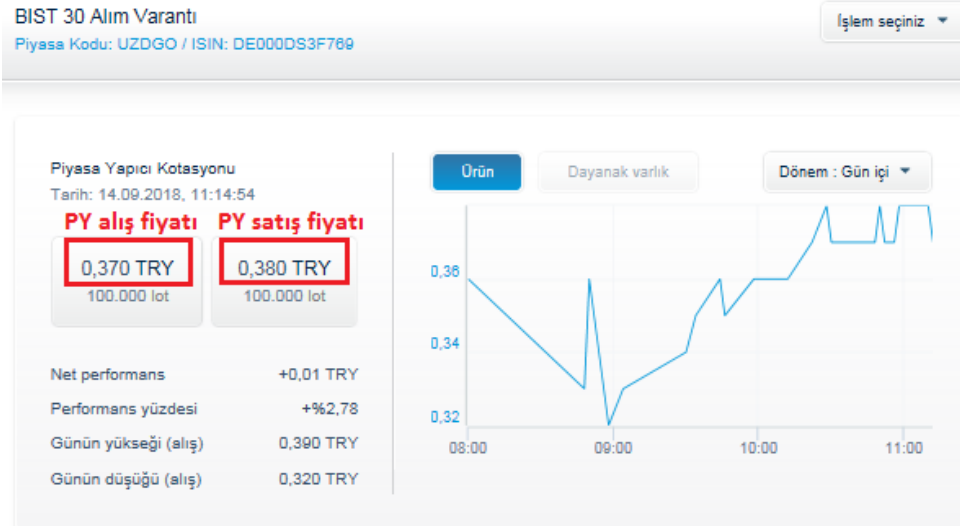 BIST 30 Alım Varantı
İşlem seçiniz
Piyasa Kodu: UZDGO / ISIN: DE000DS3F769
Piyasa Yapıcı Kotasyonu
Tarih: 14.09.2018, 11:14:54
PY alış fiyatı PY satış fiyatı
0,370 TRY 0,380 TRY
100.000 lot 100.000 lot
Net performans +0,01 TRY
Performans yüzdesi +%2,78
Günün yükseği (alış) 0,390 TRY
Günün düşüğü (alış) 0,320 TRY
Ürün Dayanak varlık Dönem : Gün içi
0,36
0,34
0,32
08:00 09:00 10:00 11:00